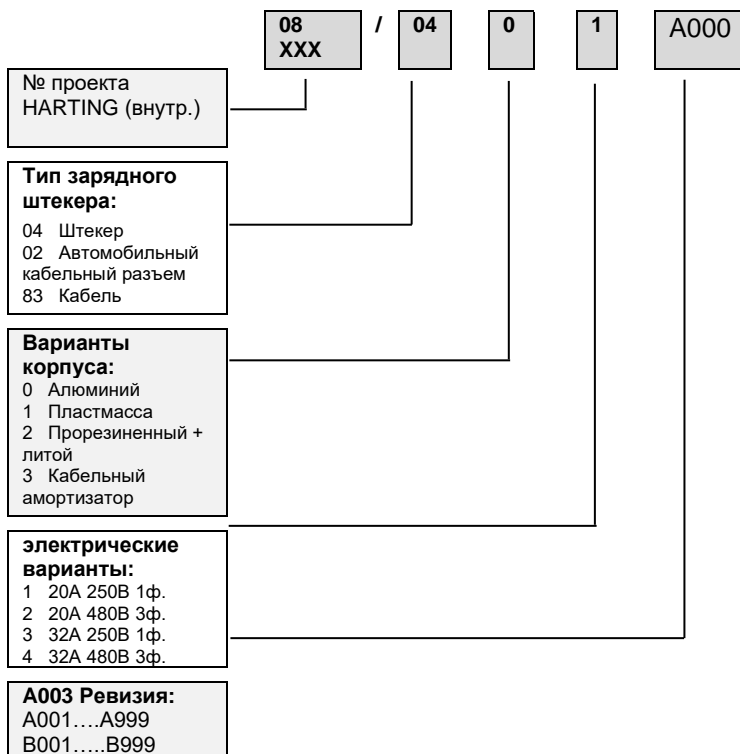 08 / 04 0 1 A000
XXX
№ проекта
HARTING (внутр.)
Тип зарядного
штекера:
04 Штекер
02 Автомобильный
кабельный разъем
83 Кабель
Варианты
корпуса:
0 Алюминий
1 Пластмасса
2 Прорезиненный +
литой
3 Кабельный
амортизатор
электрические
варианты:
1 20А 250В 1ф.
2 20А 480В 3ф.
3 32А 250В 1ф.
4 32А 480В 3ф.
A003 Ревизия:
A001….A999
B001…..B999